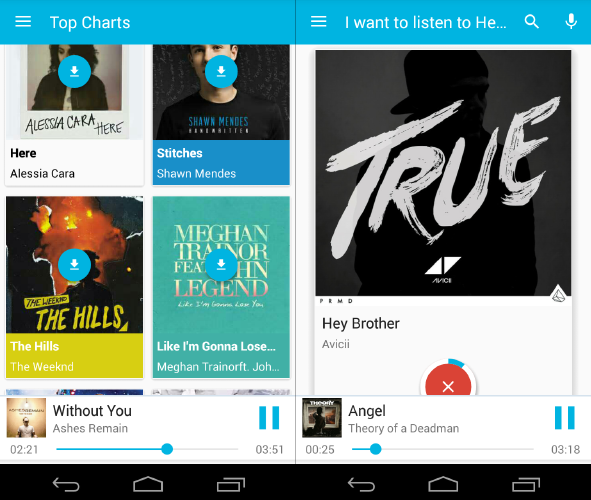 Top Charts
ALESSIA CARA HERE
Here
Alessia Cara
SHAWN MENDES
HANDWRITTEN
Stitches
Shawn Mendes
THE WEEKND
THE HILLS
The Hills
The Weeknd
MEGHAN
TRAINOR
FEAT JOHN
LEGEND
Like I'm Gonna Lose You
Like I'm Gonna Lose...
Meghan Trainorft. Joh...
Without You
Ashes Remain
02:21
03:51
I want to listen to He...
TRUE
AVICII
PRMD
Hey Brother
Avicii
THEORY
Angel
Theory of a Deadman
00:25
03:18